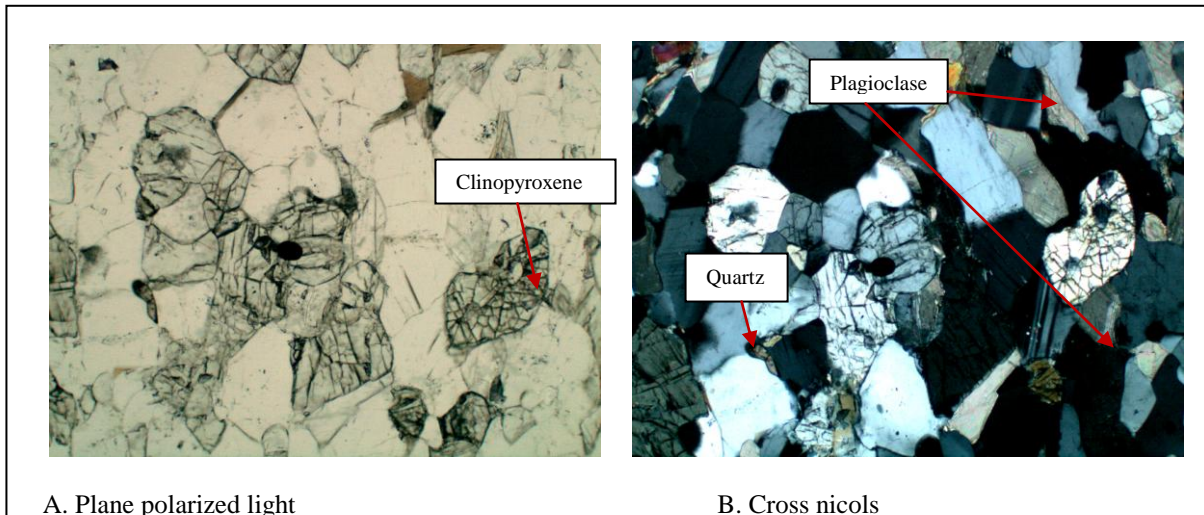 Clinopyroxene
Plagioclase
Quartz
A. Plane polarized light
B. Cross nicols